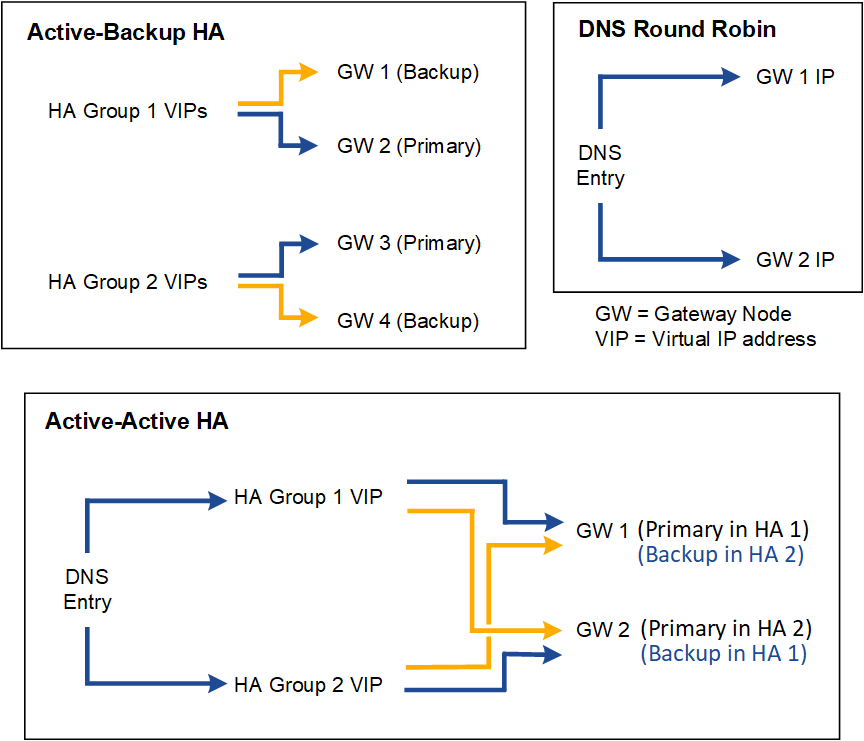 Active-Backup HA
GW 1 (Backup)
HA Group 1 VIPs
GW 2 (Primary)
GW 3 (Primary)
HA Group 2 VIPs
GW 4 (Backup)
DNS Round Robin
GW 1 IP
DNS
Entry
GW 2 IP
GW = Gateway Node
VIP = Virtual IP address
Active-Active HA
HA Group 1 VIP
GW 1 (Primary in HA 1)
(Backup in HA 2)
DNS
Entry
GW 2 (Primary in HA 2)
(Backup in HA 1)
HA Group 2 VIP